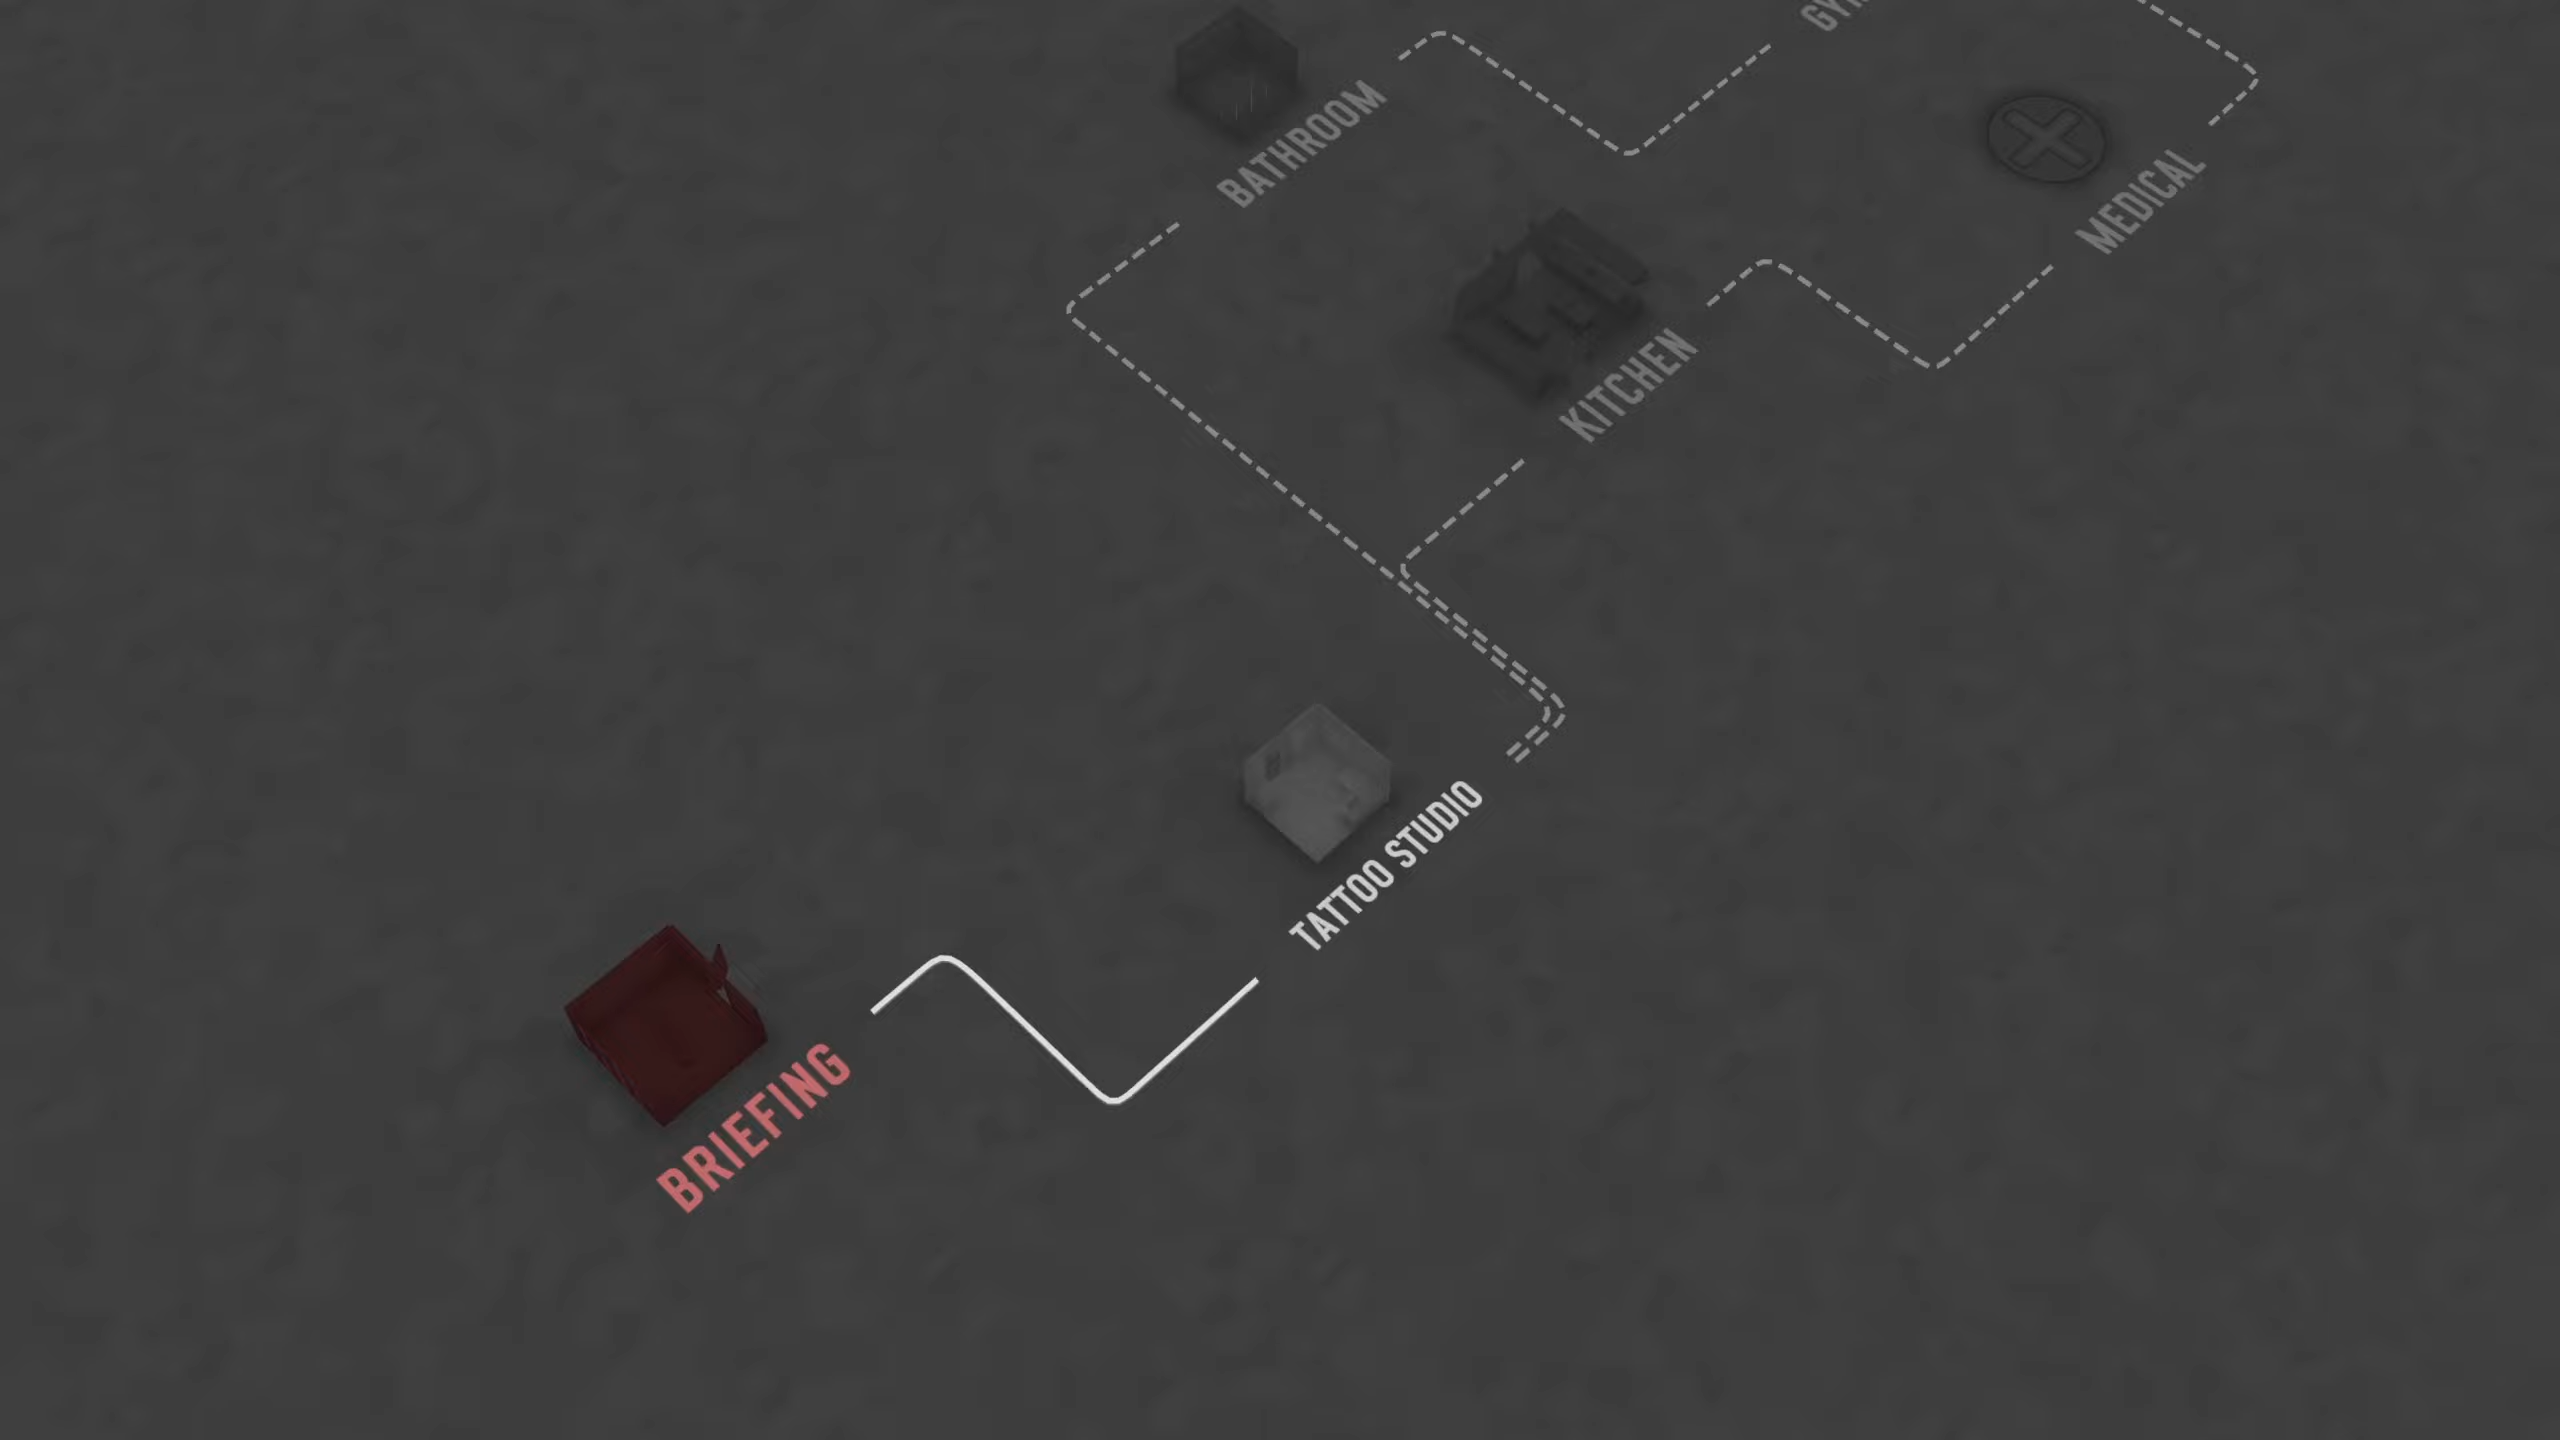 BATHROOM
MEDICAL
KITCHEN
TATTOO STUDIO
BRIEFING